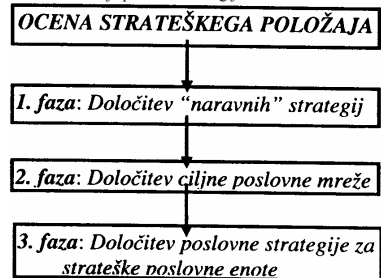 OCENA STRATEŠKEGA POLOŽAJA
1. faza: Določitev “naravnih” strategij
2. faza: Določitev ciljne poslovne mreže
3. faza: Določitev poslovne strategije za
strateške poslovne enote